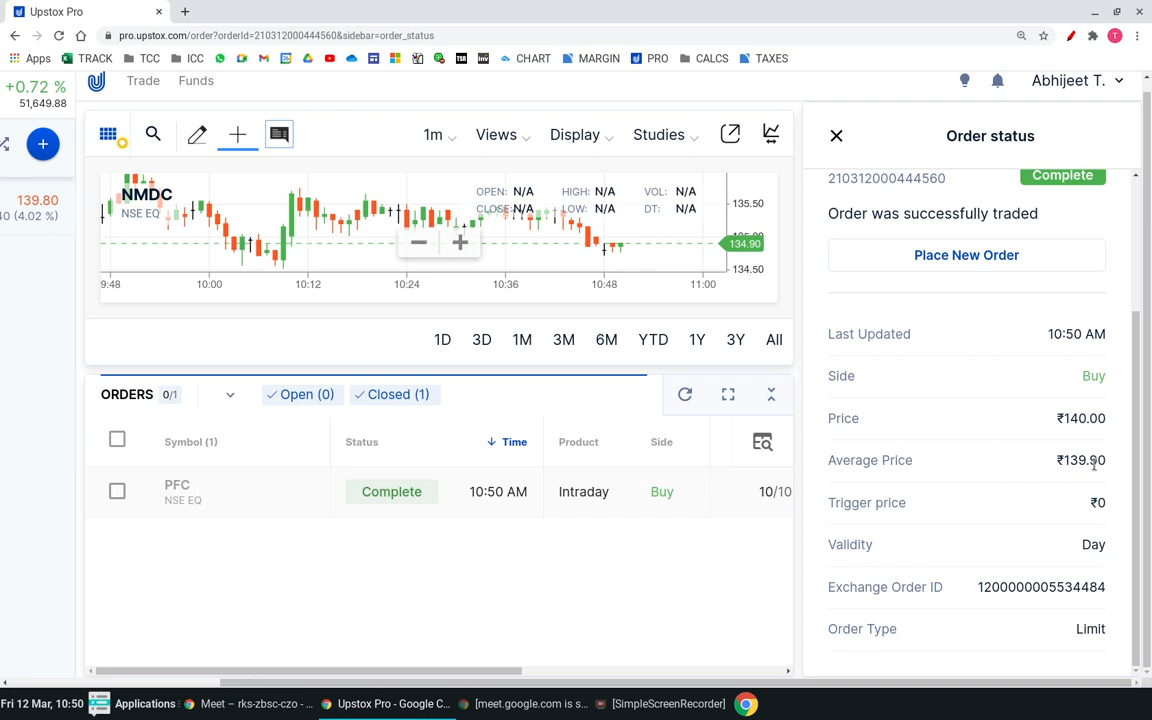 Upstox Pro
pro.upstox.com/order?orderId=210312000444560&sidebar=order_status
T
Apps TRACK TCC ICC CHART MARGIN PRO CALCS TAXES
+0.72 %
51,649.88
Trade Funds
Abhijeet T.
139.80
40 (4.02 %)
1m Views Display Studies
NMDC
NSE EQ
OPEN: N/A HIGH: N/A VOL: N/A
CLOSE: N/A LOW: N/A DT: N/A
135.50
134.90
134.50
9:48 10:00 10:12 10:24 10:36 10:48 11:00
1D 3D 1M 3M 6M YTD 1Y 3Y All
ORDERS 0/1 Open (0) Closed (1)
Symbol (1) Status Time Product Side
PFC
NSE EQ
Complete 10:50 AM Intraday Buy 10/10
Order status
210312000444560 Complete
Order was successfully traded
Place New Order
Last Updated 10:50 AM
Side Buy
Price ₹140.00
Average Price
Trigger price ₹0
Validity Day
Exchange Order ID 1200000005534484
Order Type Limit
Fri 12 Mar, 10:50 Applications Meet – rks-zbsc-czo - ... Upstox Pro - Google C... [meet.google.com is s... [SimpleScreenRecorder]